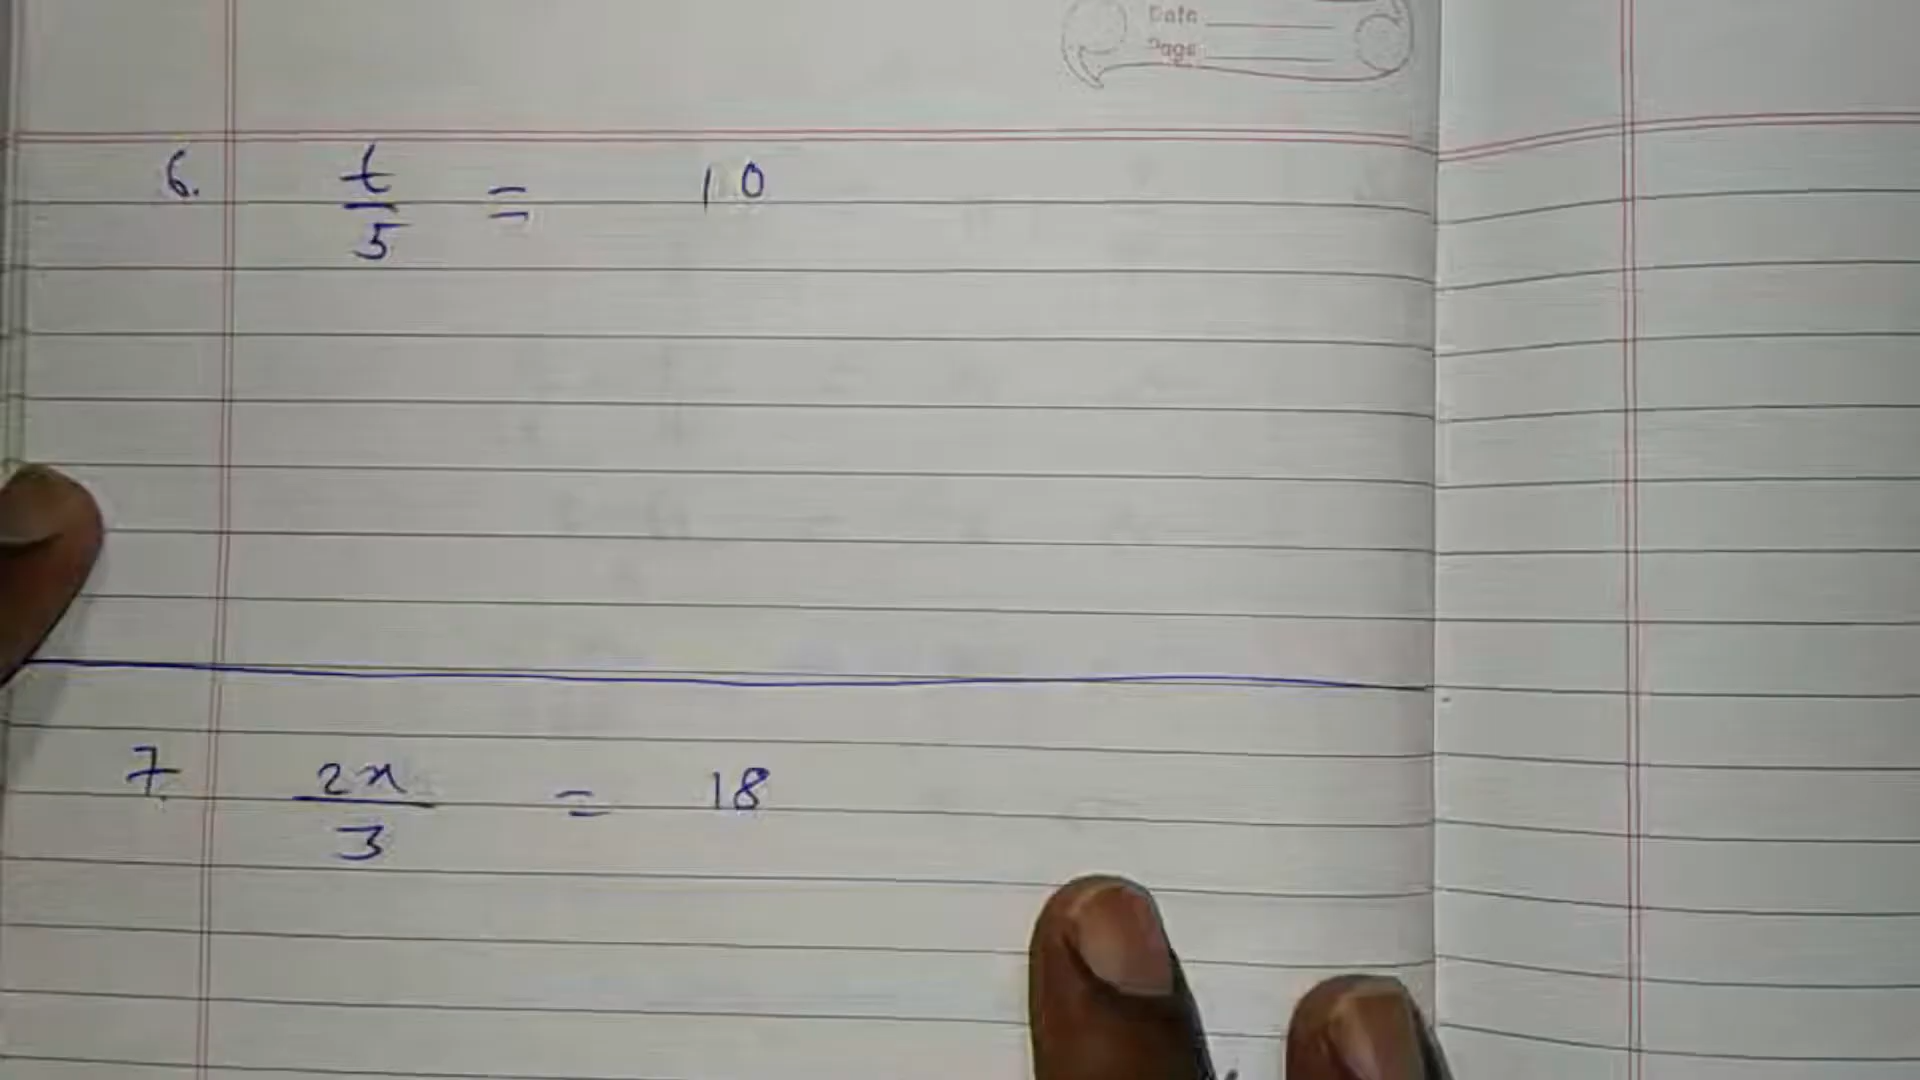 Date
Page
6. t/5 = 10
7. 2x/3 = 18